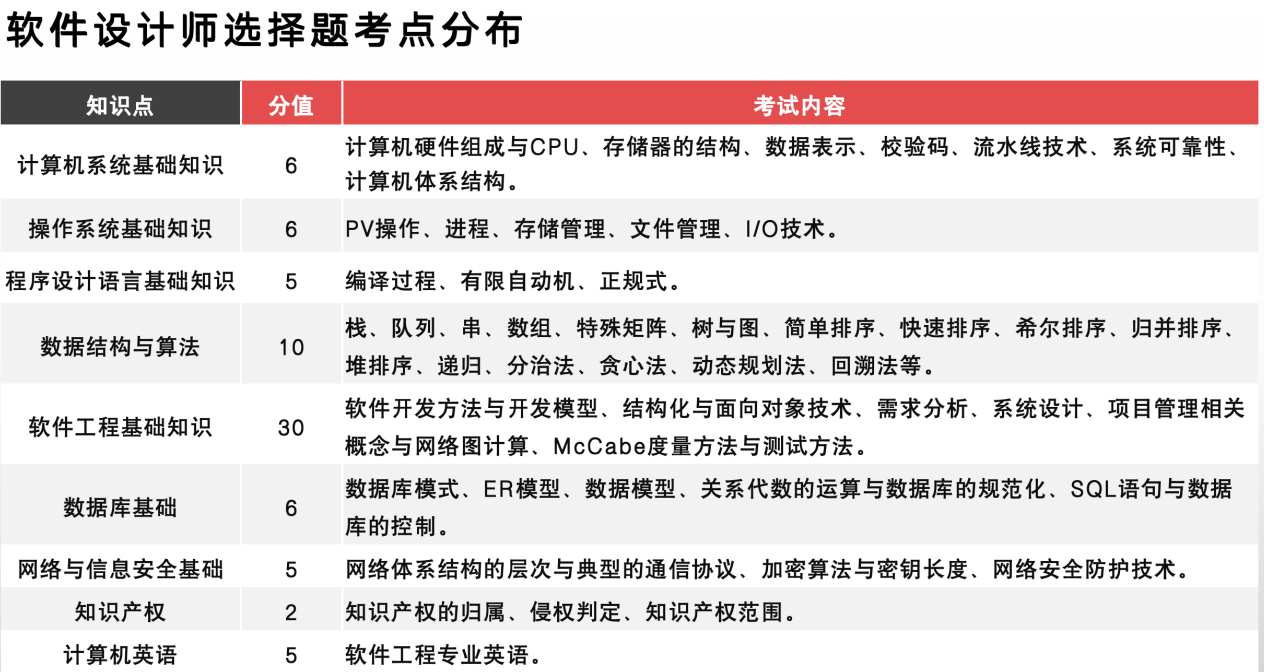 软件设计师选择题考点分布
知识点 分值 考试内容
计算机系统基础知识 6 计算机硬件组成与CPU、存储器的结构、数据表示、校验码、流水线技术、系统可靠性、
计算机体系结构。
操作系统基础知识 6 PV操作、进程、存储管理、文件管理、I/O技术。
程序设计语言基础知识 5 编译过程、有限自动机、正规式。
数据结构与算法 10 栈、队列、串、数组、特殊矩阵、树与图、简单排序、快速排序、希尔排序、归并排序、
堆排序、递归、分治法、贪心法、动态规划法、回溯法等。
软件工程基础知识 30 软件开发方法与开发模型、结构化与面向对象技术、需求分析、系统设计、项目管理相关
概念与网络图计算、McCabe度量方法与测试方法。
数据库基础 6 数据库模式、ER模型、数据模型、关系代数的运算与数据库的规范化、SQL语句与数据
库的控制。
网络与信息安全基础 5 网络体系结构的层次与典型的通信协议、加密算法与密钥长度、网络安全防护技术。
知识产权 2 知识产权的归属、侵权判定、知识产权范围。
计算机英语 5 软件工程专业英语。